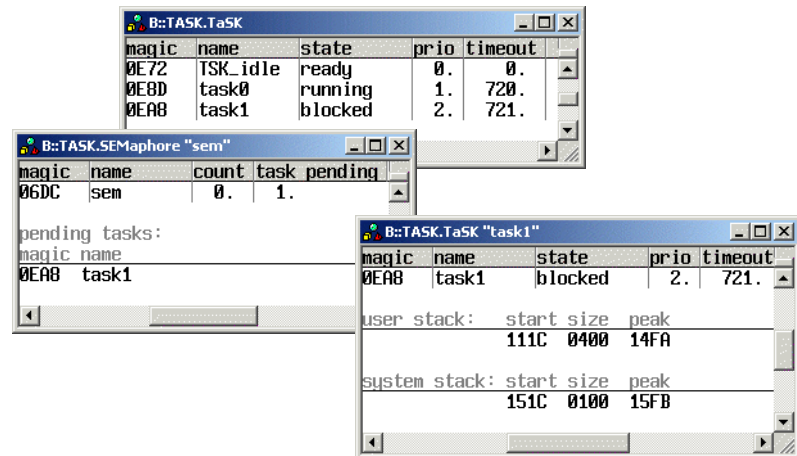 B::TASK.TaSK
magic name state prio timeout
0E72 TSK_idle ready 0. 0.
0E8D task0 running 1. 720.
0EA8 task1 blocked 2. 721.
B::TASK.SEMaphore "sem"
magic name count task pending
06DC sem 0. 1.
pending tasks:
magic name
0EA8 task1
B::TASK.TaSK "task1"
magic name state prio timeout
0EA8 task1 blocked 2. 721.
user stack: start size peak
111C 0400 14FA
system stack: start size peak
151C 0100 15FB